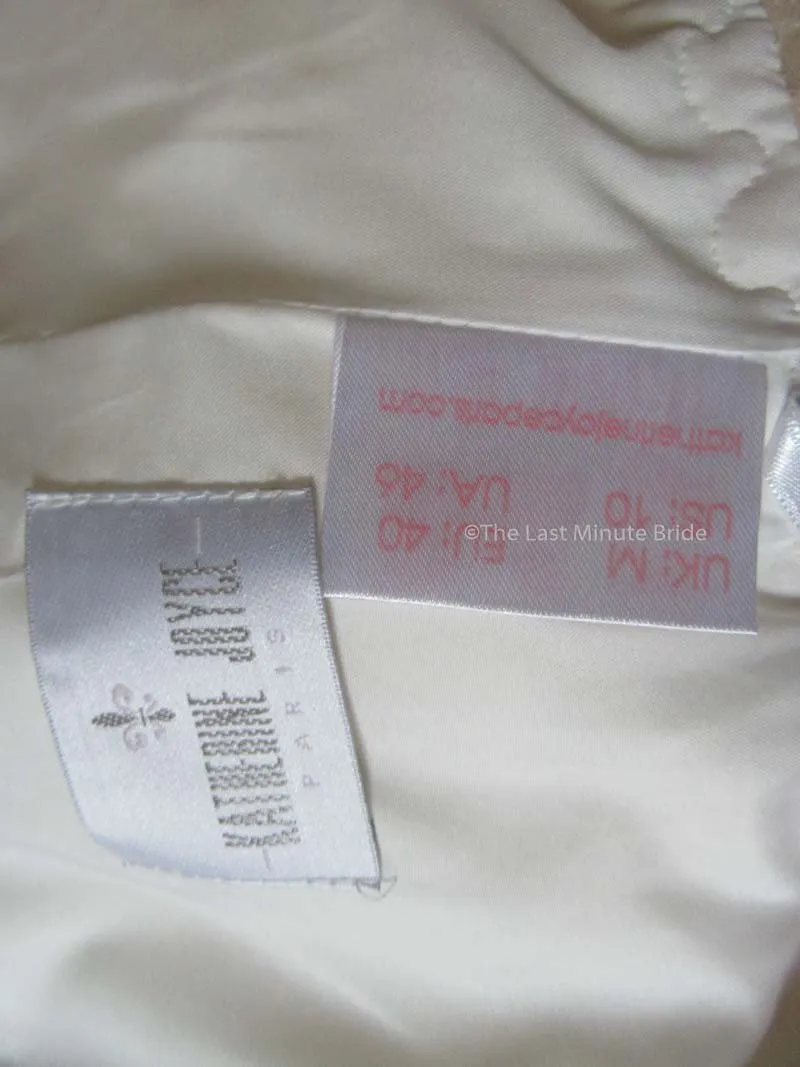 KATHERINE JOYCE
PARIS
UK: M EU: 40
US: 10 UA: 46
katherinejoyceparis.com
©The Last Minute Bride